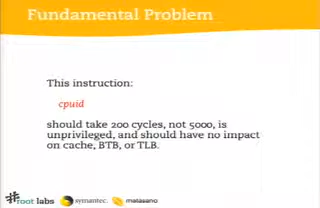 Fundamental Problem
This instruction:
cpuid
should take 200 cycles, not 5000, is
unprivileged, and should have no impact
on cache, BTB, or TLB.
root labs symantec. matasano